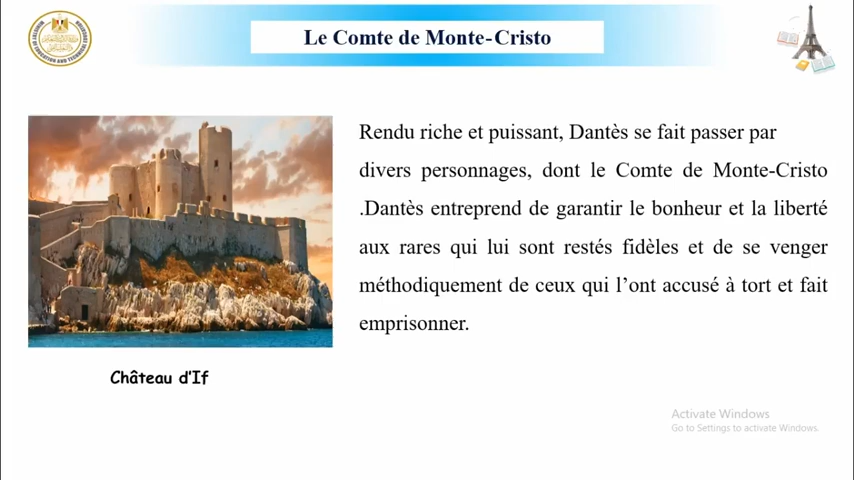 Le Comte de Monte-Cristo
Rendu riche et puissant, Dantès se fait passer par
divers personnages, dont le Comte de Monte-Cristo
.Dantès entreprend de garantir le bonheur et la liberté
aux rares qui lui sont restés fidèles et de se venger
méthodiquement de ceux qui l'ont accusé à tort et fait
emprisonner.
Château d'If
Activate Windows
Go to Settings to activate Windows.